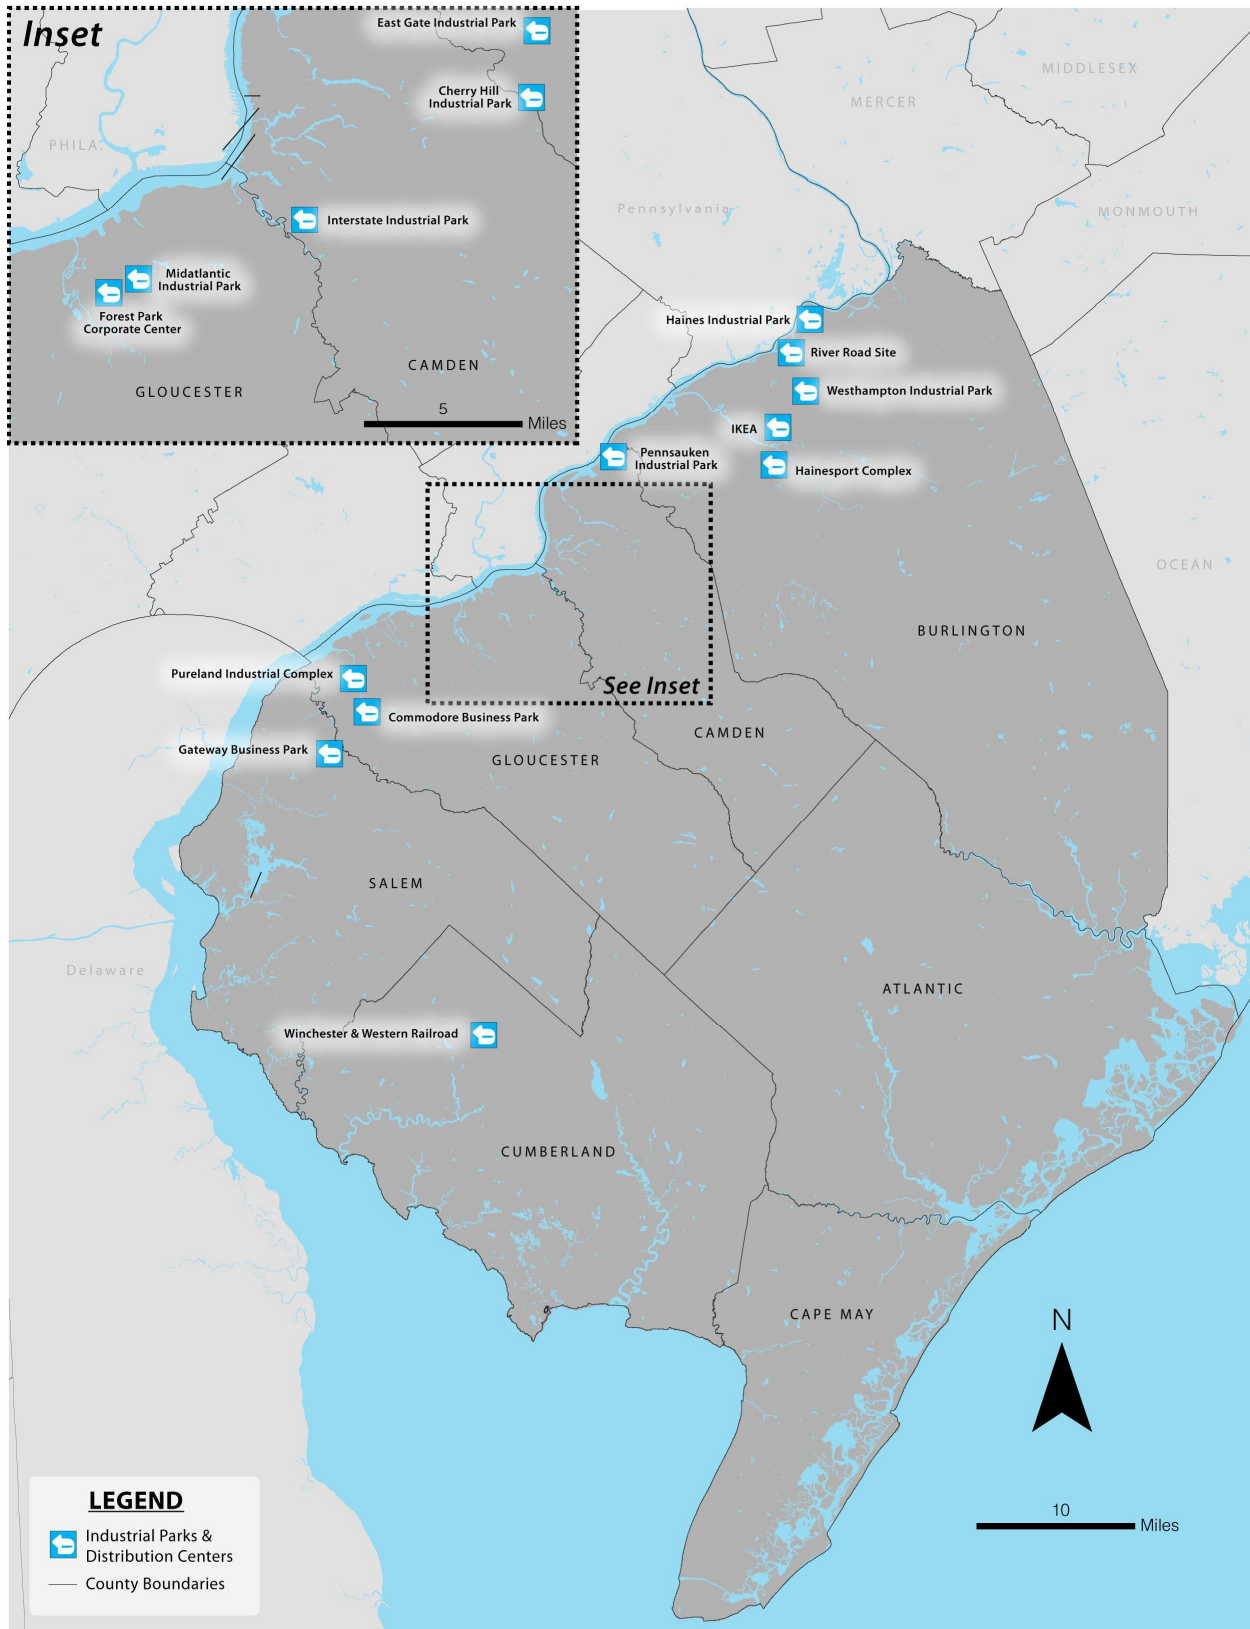 Inset
East Gate Industrial Park
Cherry Hill
Industrial Park
PHILA.
Interstate Industrial Park
Midatlantic
Industrial Park
Forest Park
Corporate Center
CAMDEN
GLOUCESTER
5
Miles
MIDDLESEX
MERCER
Pennsylvania
MONMOUTH
Haines Industrial Park
River Road Site
Westhampton Industrial Park
IKEA
Pennsauken
Industrial Park
Hainesport Complex
OCEAN
BURLINGTON
Pureland Industrial Complex
See Inset
Commodore Business Park
CAMDEN
Gateway Business Park
GLOUCESTER
SALEM
Delaware
ATLANTIC
Winchester & Western Railroad
CUMBERLAND
CAPE MAY
N
10
Miles
LEGEND
Industrial Parks &
Distribution Centers
County Boundaries